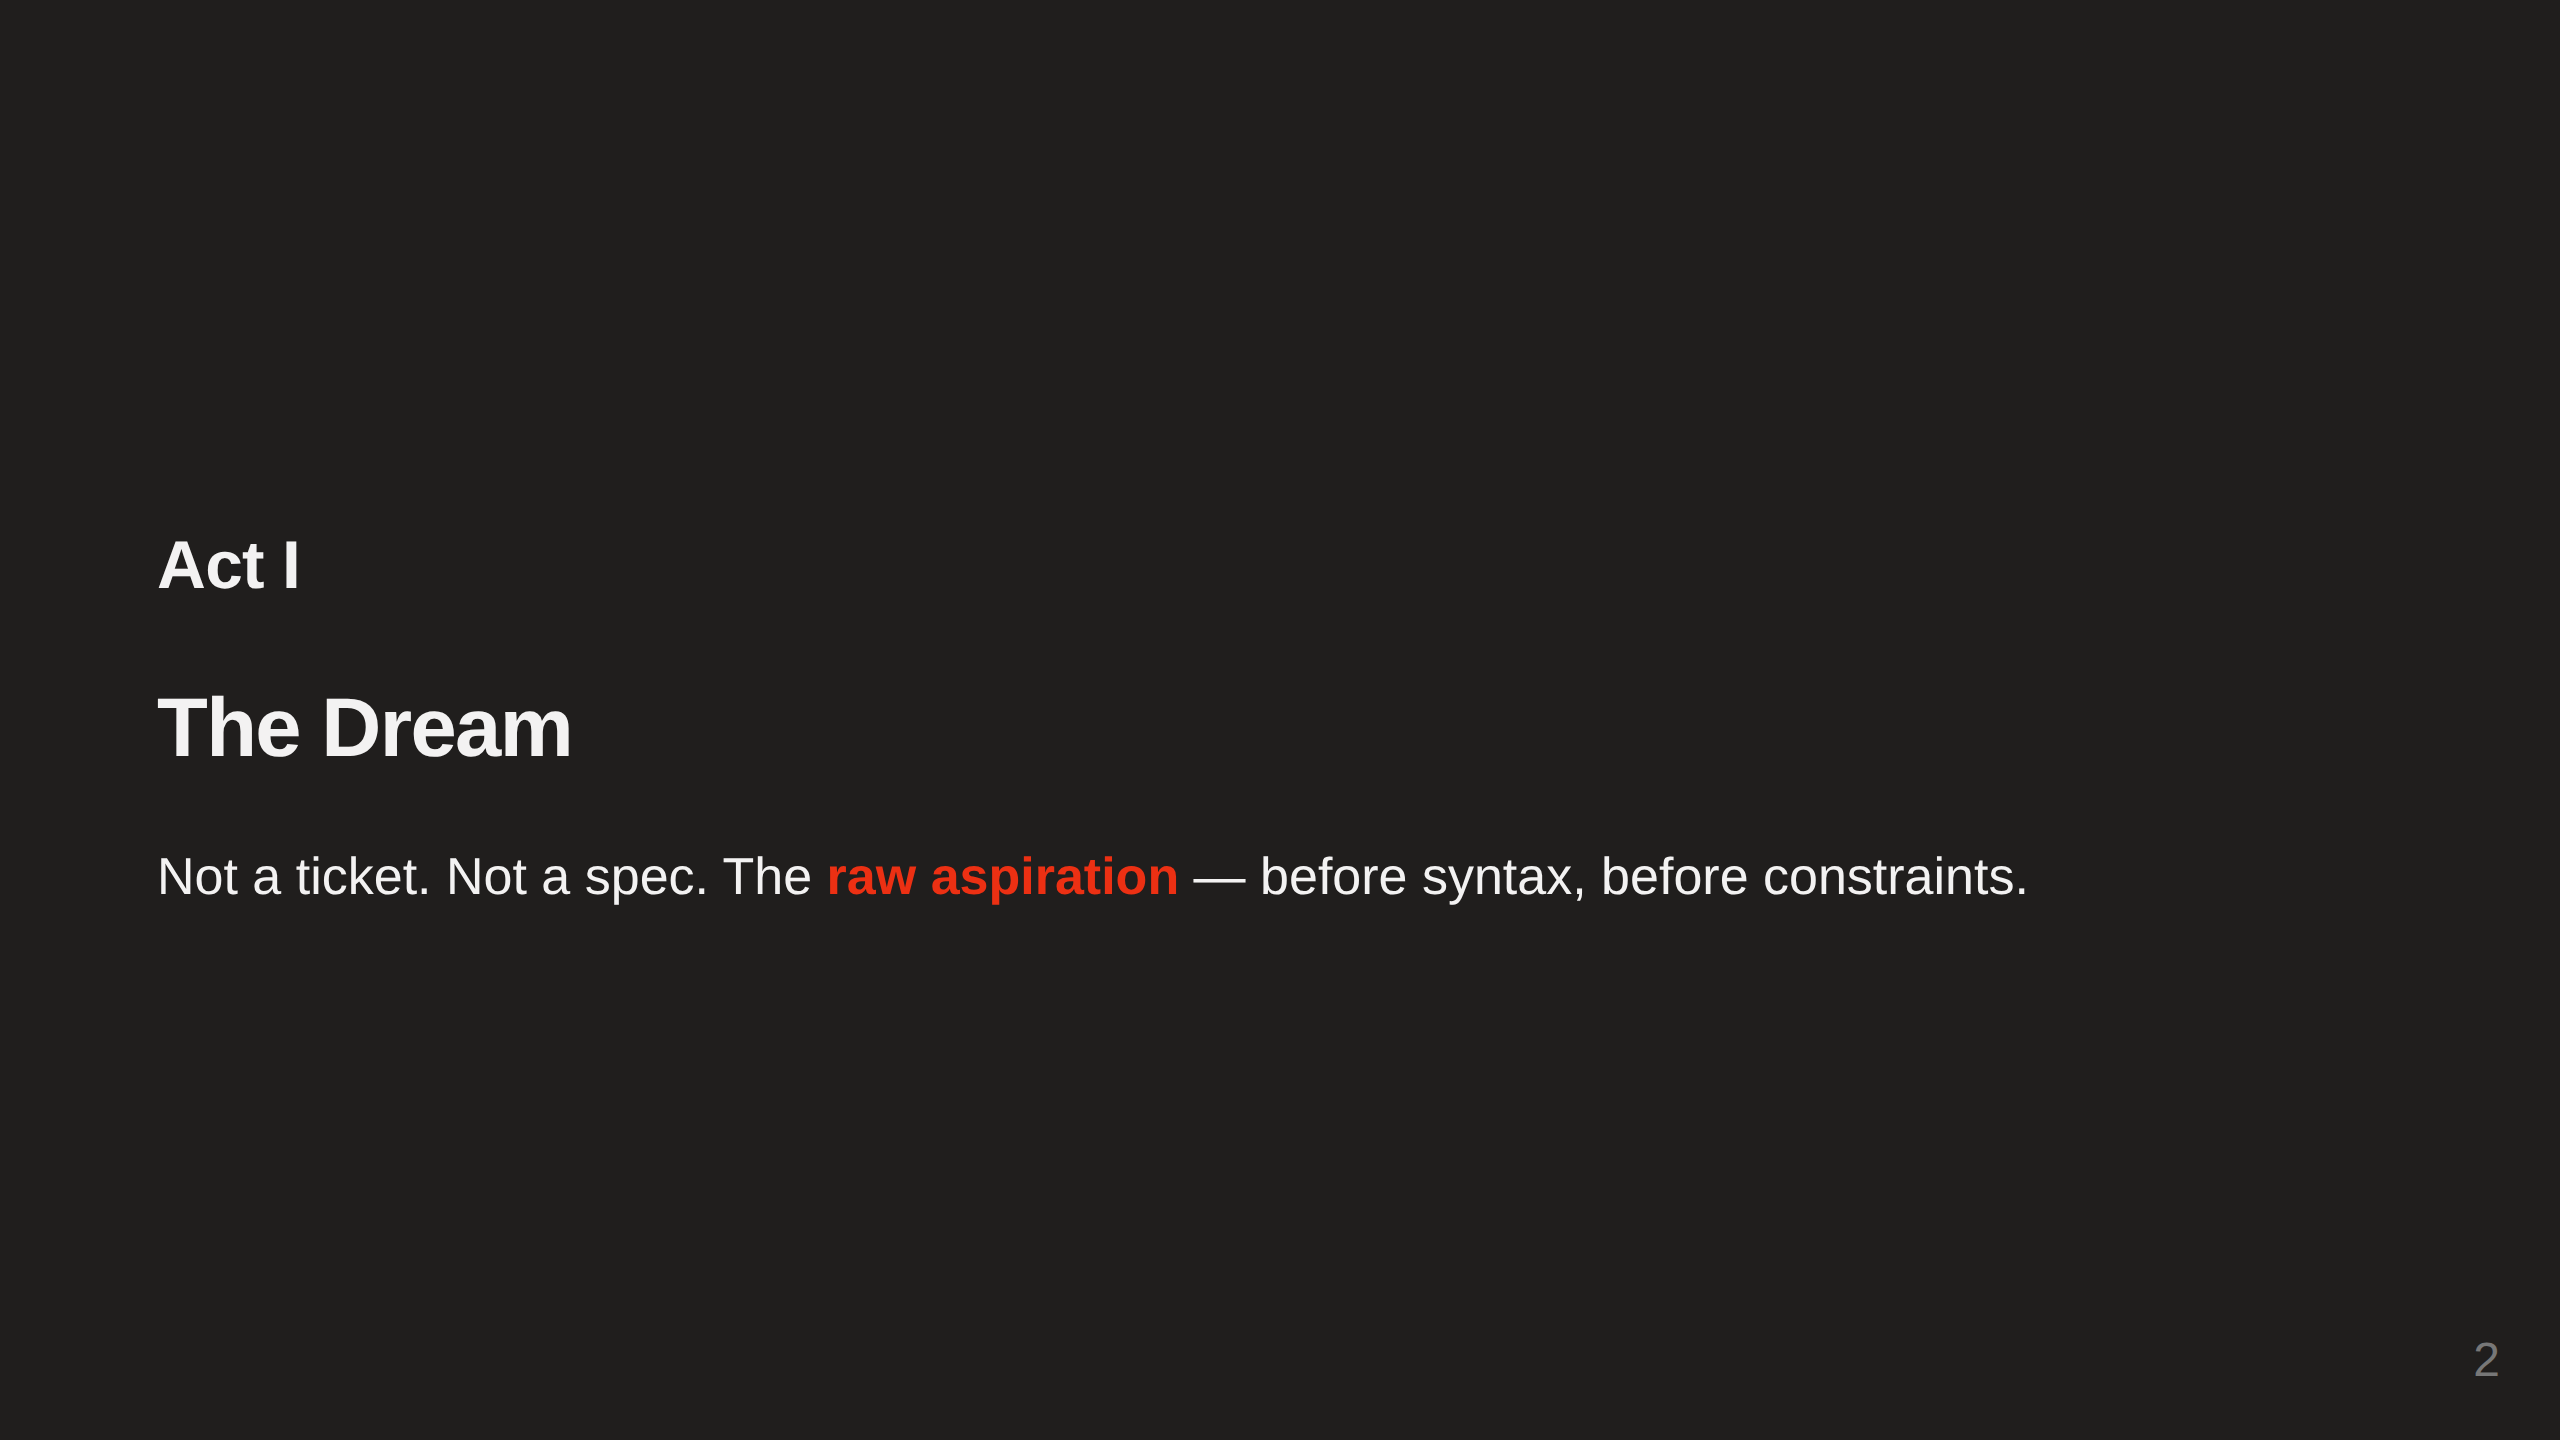 Act I
The Dream
Not a ticket. Not a spec. The raw aspiration — before syntax, before constraints.
2